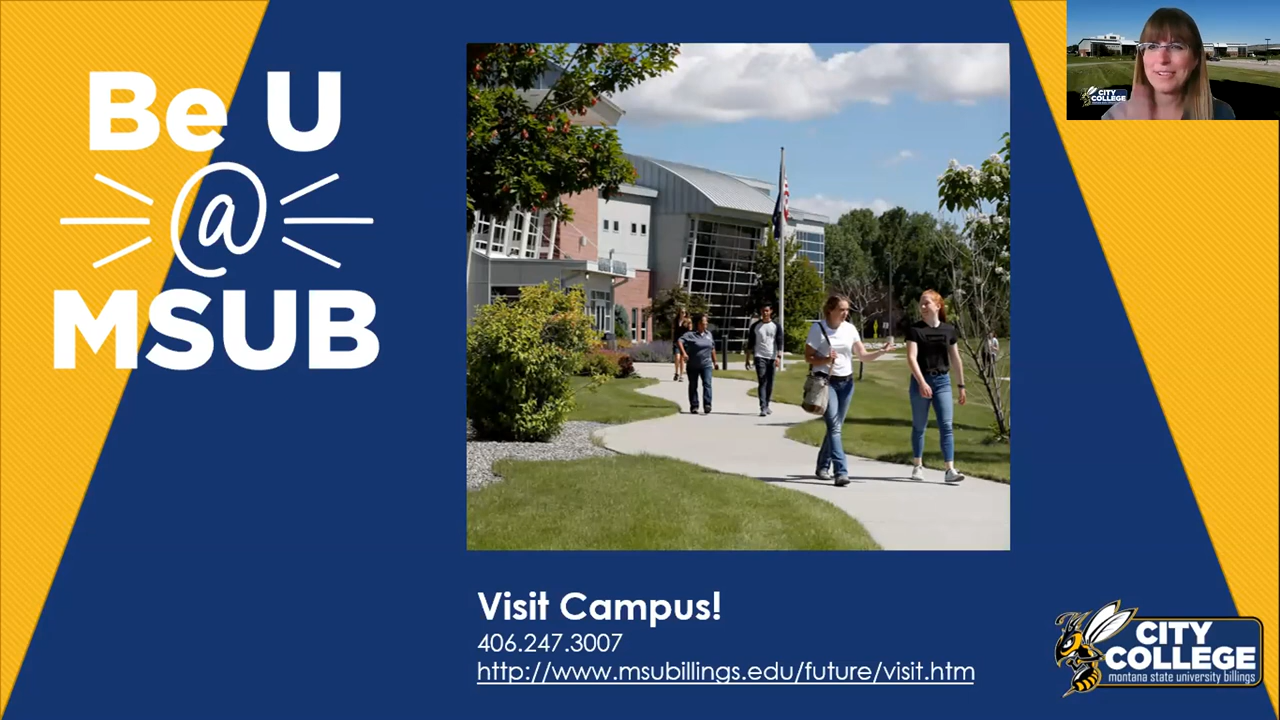 Be U
@
MSUB
CITY
COLLEGE
Visit Campus!
406.247.3007
http://www.msubillings.edu/future/visit.htm
CITY
COLLEGE
montana state university billings